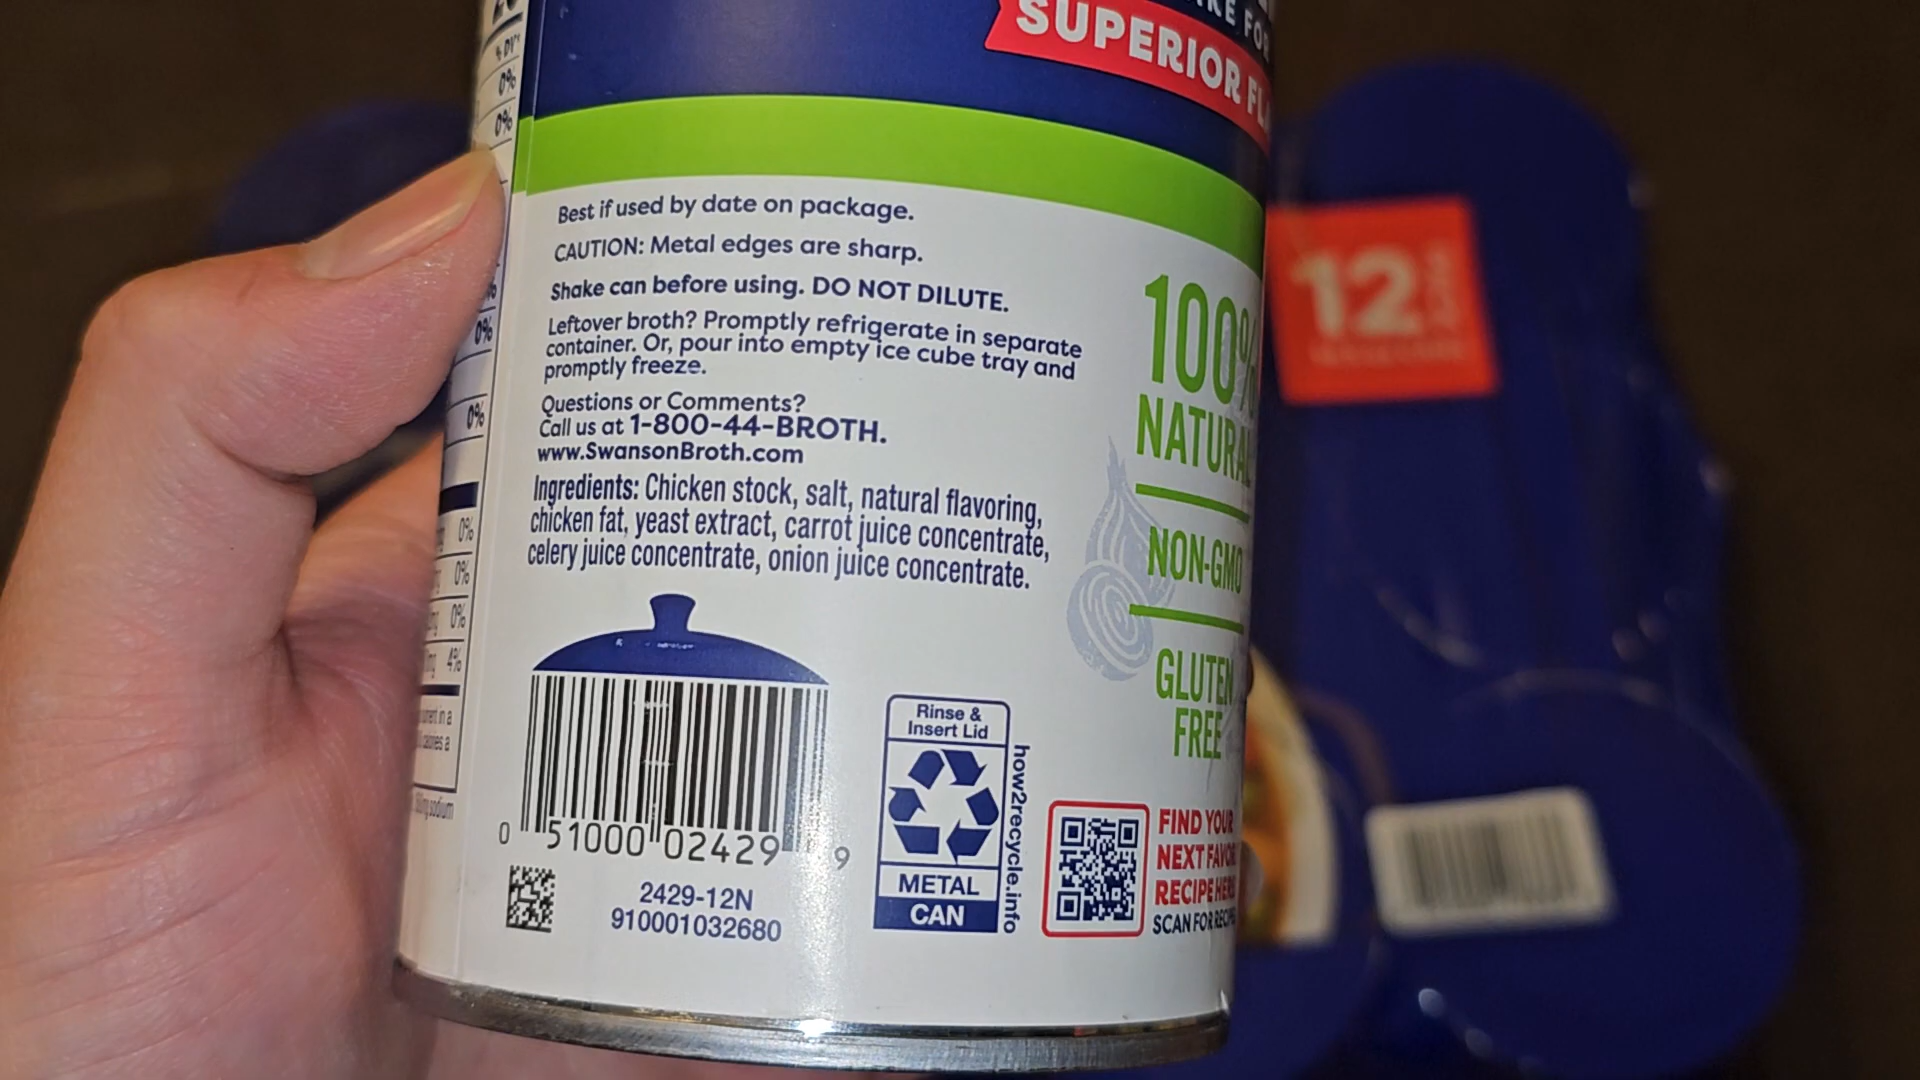 % DV*
0%
0%
SUPERIOR
Best if used by date on package.
CAUTION: Metal edges are sharp.
Shake can before using. DO NOT DILUTE.
Leftover broth? Promptly refrigerate in separate
container. Or, pour into empty ice cube tray and
promptly freeze.
Questions or Comments?
Call us at 1-800-44-BROTH.
www.SwansonBroth.com
Ingredients: Chicken stock, salt, natural flavoring,
chicken fat, yeast extract, carrot juice concentrate,
celery juice concentrate, onion juice concentrate.
0 51000 02429 9
2429-12N
910001032680
Rinse &
Insert Lid
METAL
CAN
how2recycle.info
100%
NATURAL
NON-GMO
GLUTEN
FREE
FIND YOUR
NEXT
RECIPE HERE
SCAN FOR
0%
0%
0%
0%
0%
4%
sodium
12